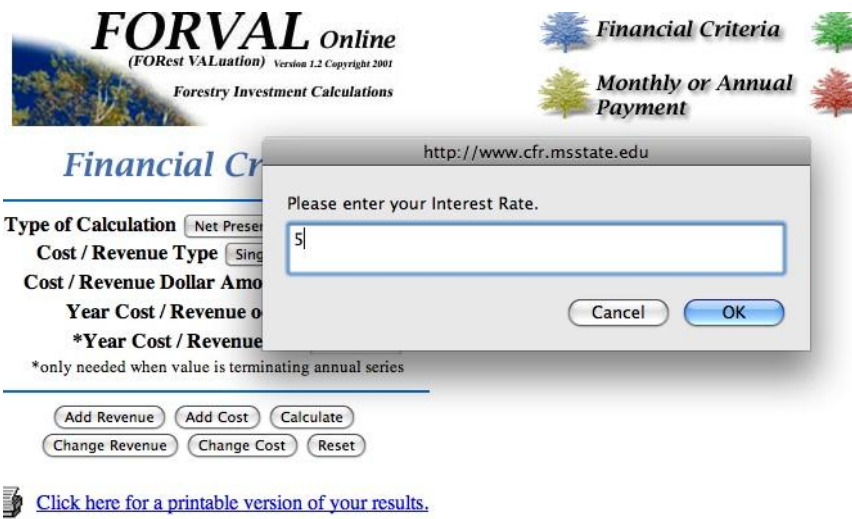 FORVAL Online
(FORest VALuation) Version 1.2 Copyright 2001
Forestry Investment Calculations
Financial Criteria
Monthly or Annual
Payment
Financial Cr
http://www.cfr.msstate.edu
Please enter your Interest Rate.
5
Cancel OK
Type of Calculation Net Presen
Cost / Revenue Type Sing
Cost / Revenue Dollar Amo
Year Cost / Revenue o
*Year Cost / Revenue
*only needed when value is terminating annual series
Add Revenue Add Cost Calculate
Change Revenue Change Cost Reset
Click here for a printable version of your results.